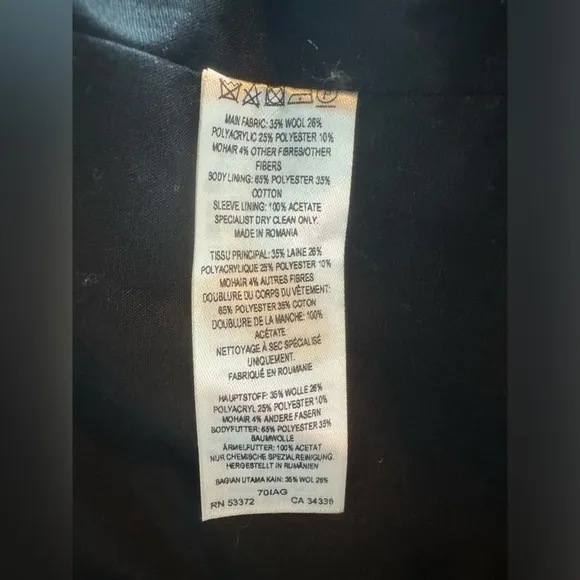 MAIN FABRIC: 35% WOOL 26%
POLYACRYLIC 25% POLYESTER 10%
MOHAIR 4% OTHER FIBRES/OTHER
FIBERS
BODY LINING: 65% POLYESTER 35%
COTTON
SLEEVE LINING: 100% ACETATE
SPECIALIST DRY CLEAN ONLY.
MADE IN ROMANIA
TISSU PRINCIPAL: 35% LAINE 26%
POLYACRYLIQUE 25% POLYESTER 10%
MOHAIR 4% AUTRES FIBRES
DOUBLURE DU CORPS DU VÊTEMENT:
65% POLYESTER 35% COTON
DOUBLURE DE LA MANCHE: 100%
ACÉTATE
NETTOYAGE À SEC SPÉCIALISÉ
UNIQUEMENT.
FABRIQUÉ EN ROUMANIE
HAUPTSTOFF: 35% WOLLE 26%
POLYACRYL 25% POLYESTER 10%
MOHAIR 4% ANDERE FASERN
BODYFUTTER: 65% POLYESTER 35%
BAUMWOLLE
ÄRMELFUTTER: 100% ACETAT
NUR CHEMISCHE SPEZIALREINIGUNG.
HERGESTELLT IN RUMÄNIEN
BAGIAN UTAMA KAIN: 35% WOL 26%
70IAG
RN 53372 CA 34338